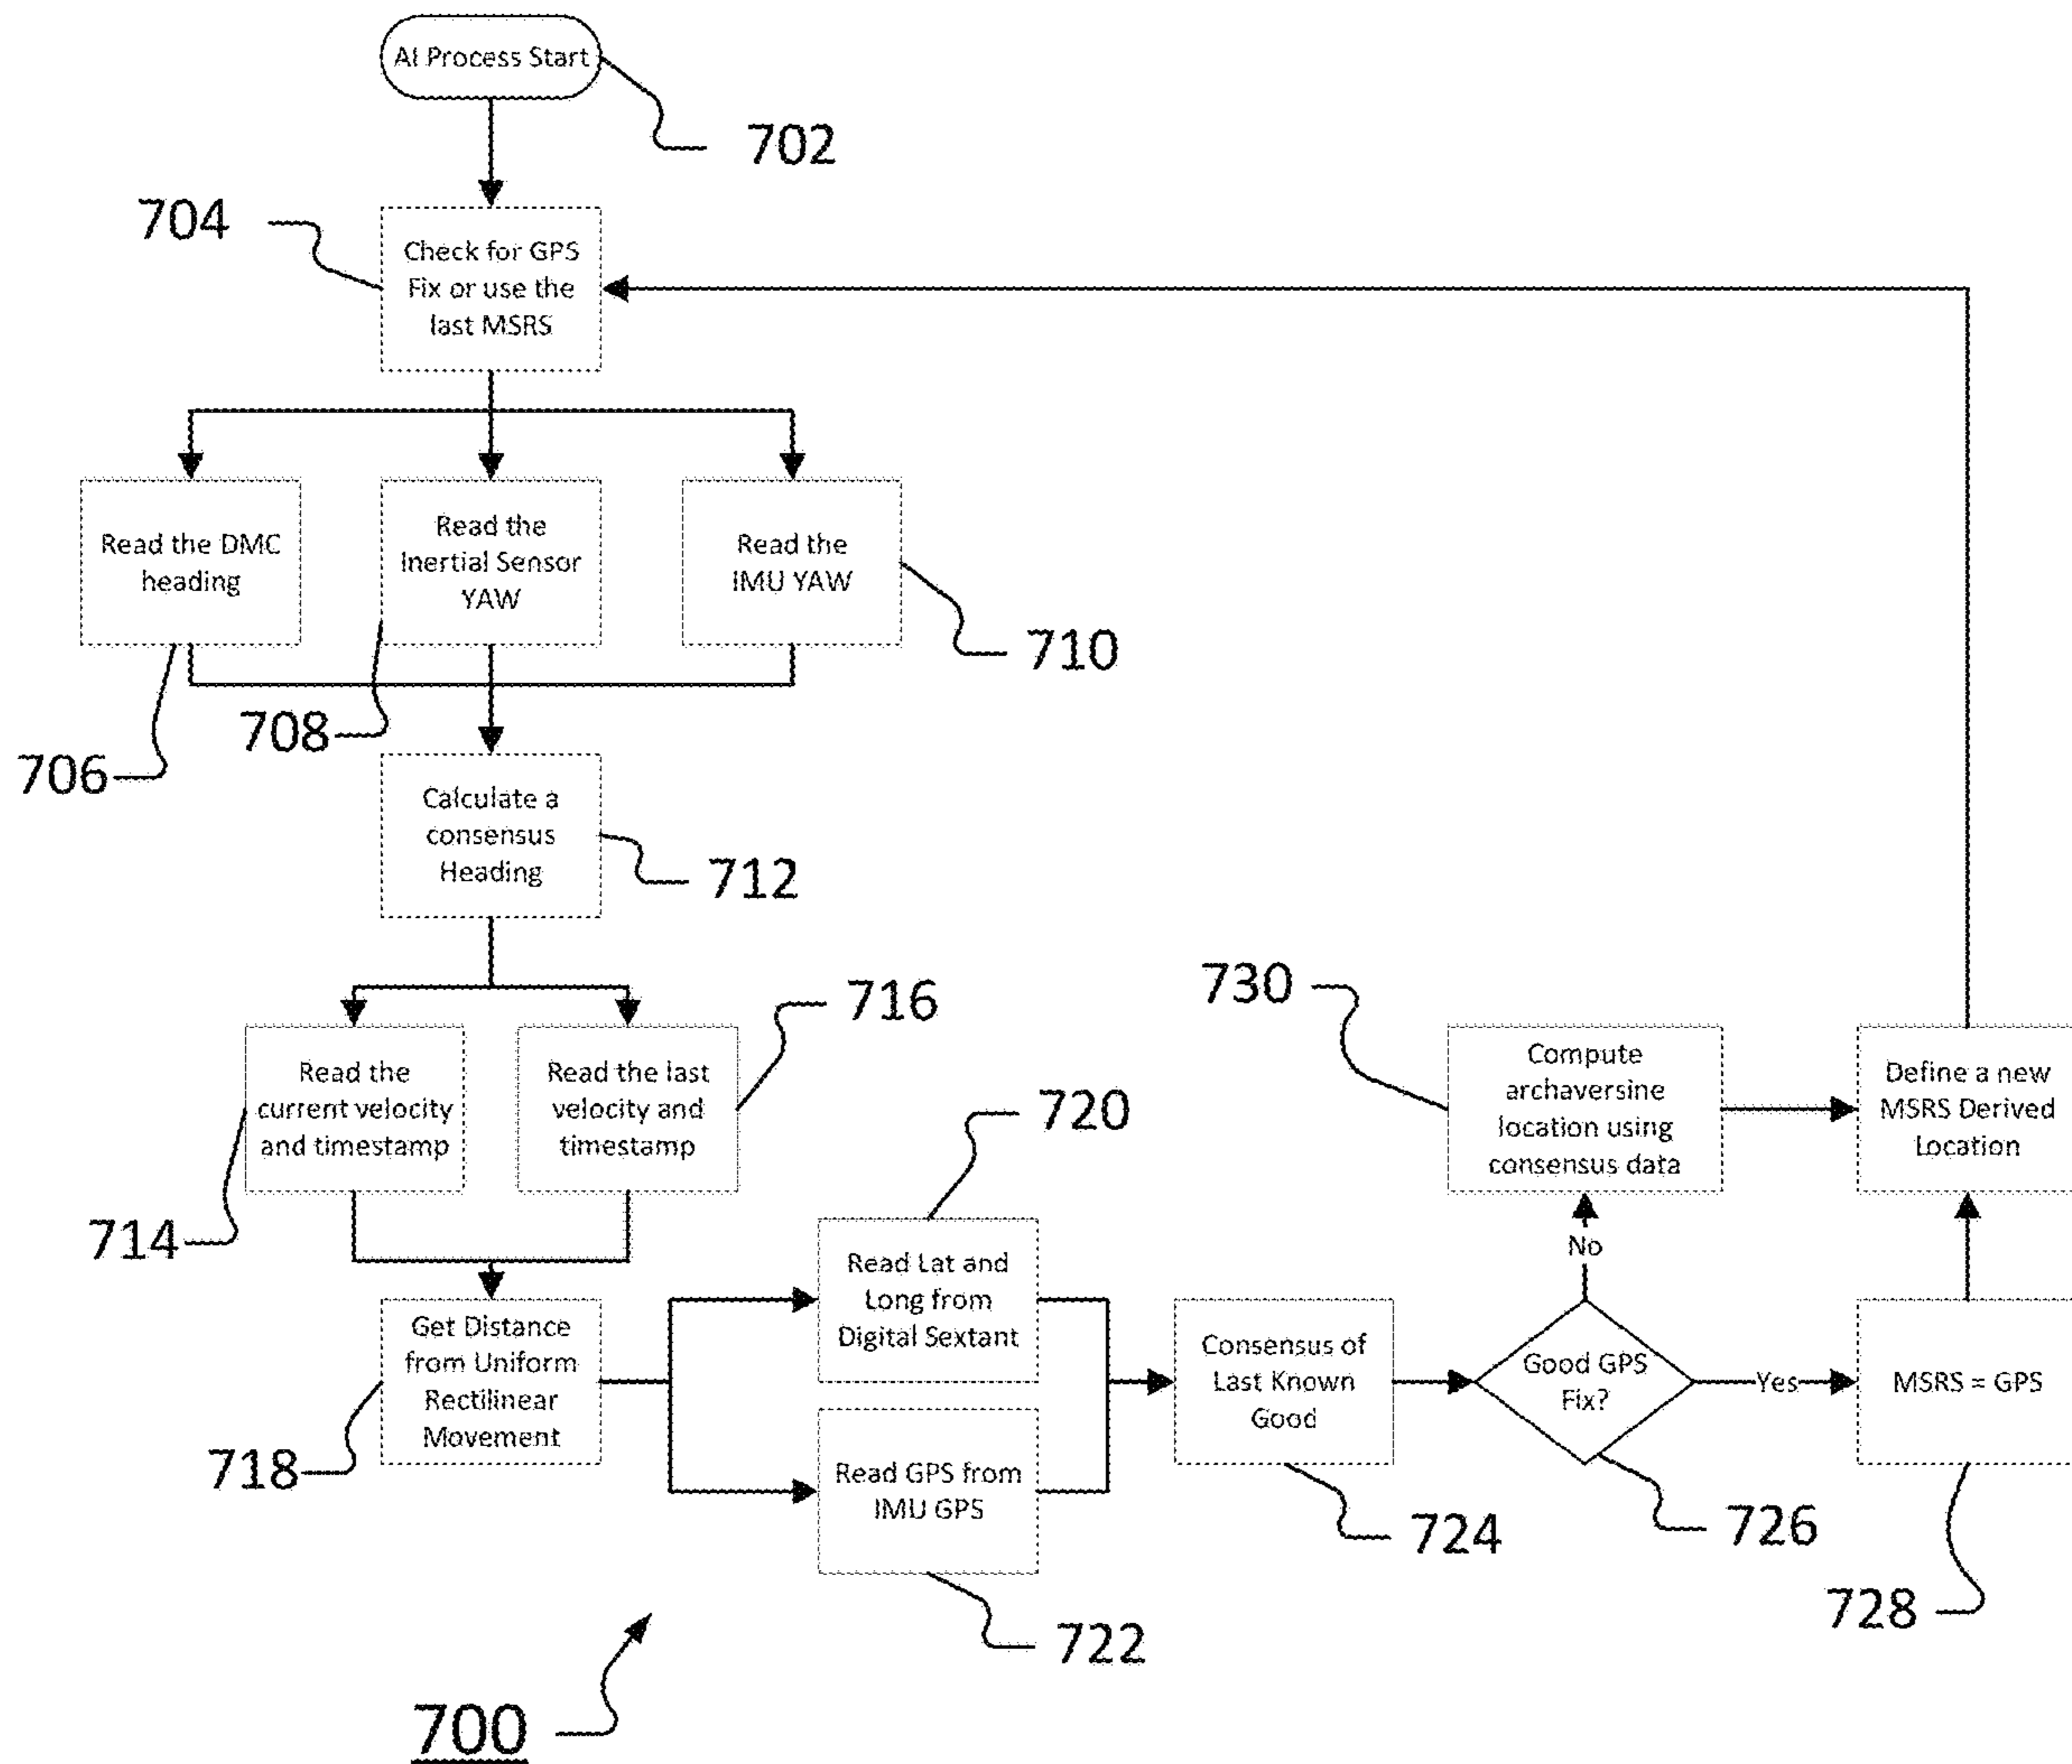 AI Process Start
702
704
Check for GPS
Fix or use the
last MSRS
Read the DMC
heading
Read the
Inertial Sensor
YAW
Read the
IMU YAW
710
708
706
Calculate a
consensus
Heading
712
716
730
Read the
current velocity
and timestamp
Read the last
velocity and
timestamp
714
720
Compute
archaversine
location using
consensus data
Define a new
MSRS Derived
Location
No
Get Distance
from Uniform
Rectilinear
Movement
718
Read Lat and
Long from
Digital Sextant
Read GPS from
IMU GPS
Consensus of
Last Known
Good
Good GPS
Fix?
Yes
MSRS = GPS
724
726
728
722
700